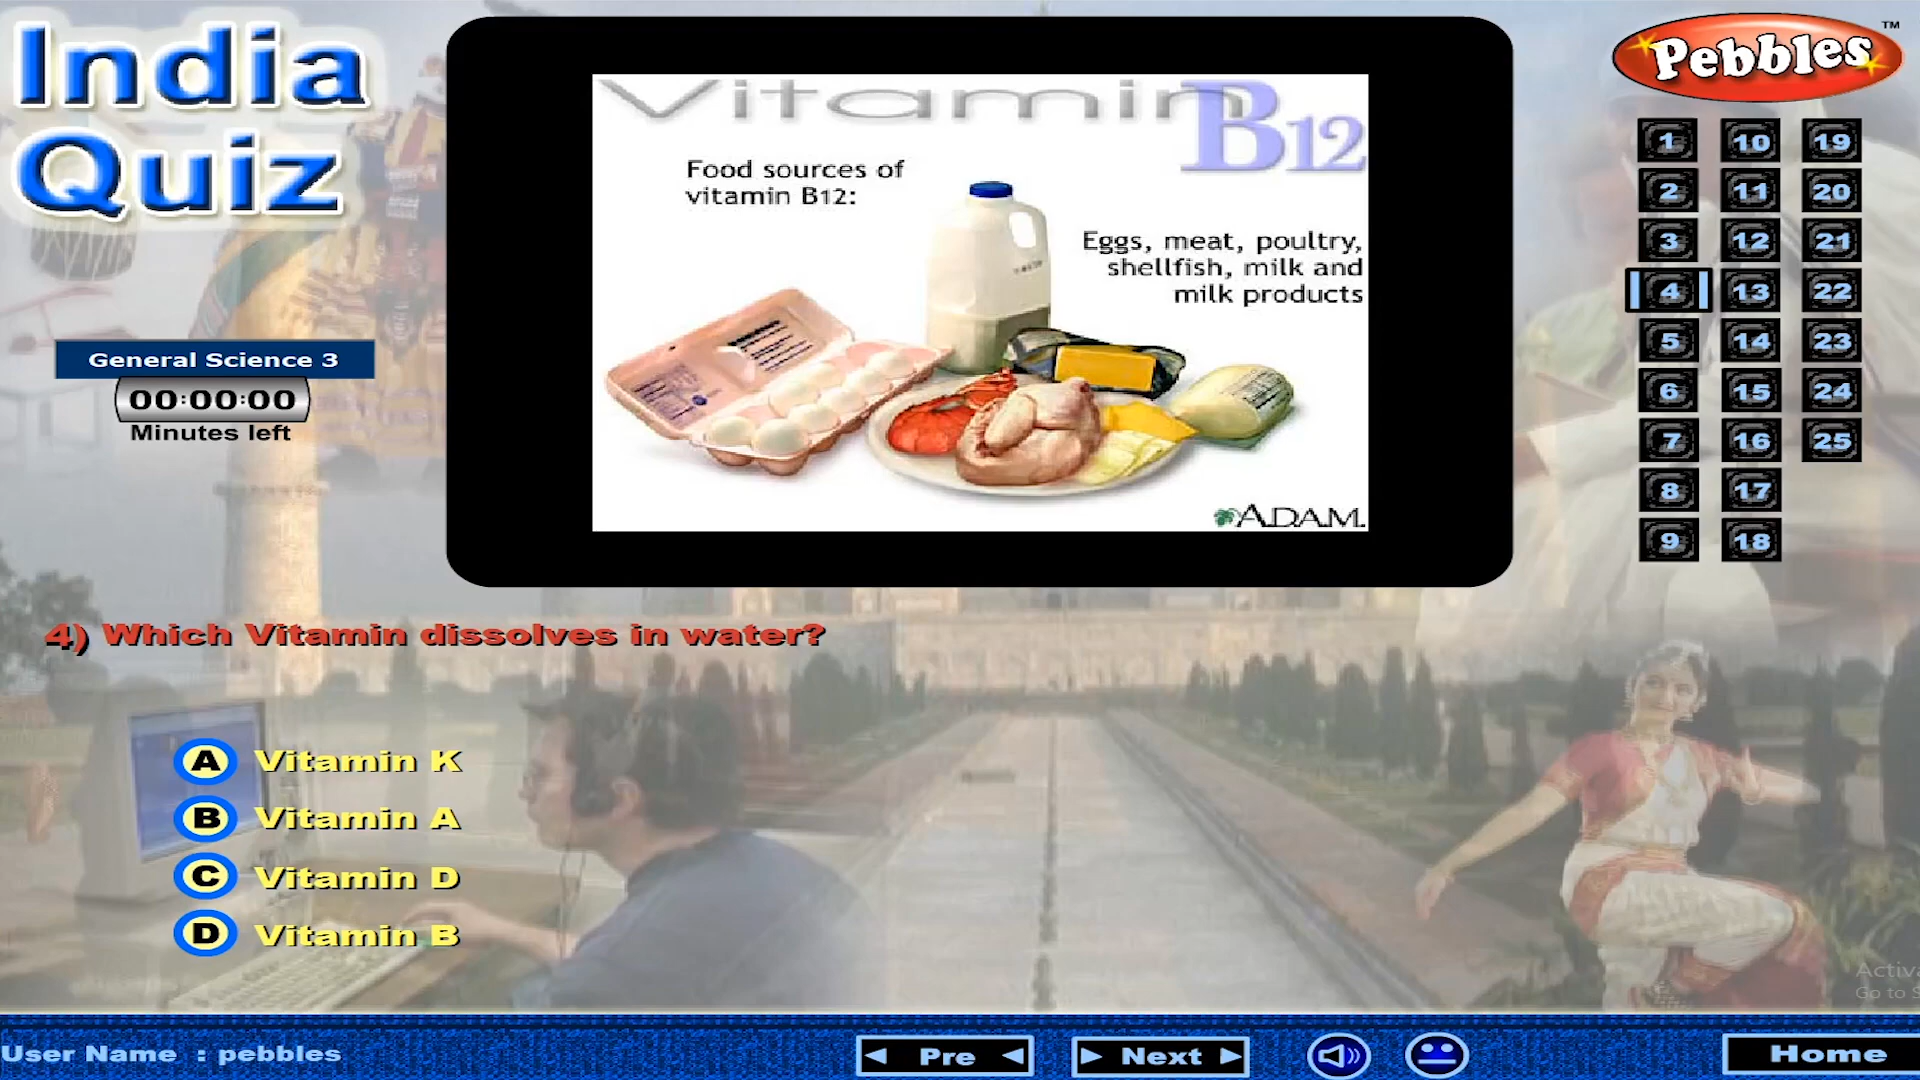 India
Quiz
Pebbles
TM
Vitamin B12
Food sources of
vitamin B12:
Eggs, meat, poultry,
shellfish, milk and
milk products
A.D.A.M.
General Science 3
00:00:00
Minutes left
1 10 19
2 11 20
3 12 21
4 13 22
5 14 23
6 15 24
7 16 25
8 17
9 18
4) Which Vitamin dissolves in water?
A Vitamin K
B Vitamin A
C Vitamin D
D Vitamin B
User Name : pebbles
Pre
Next
Home